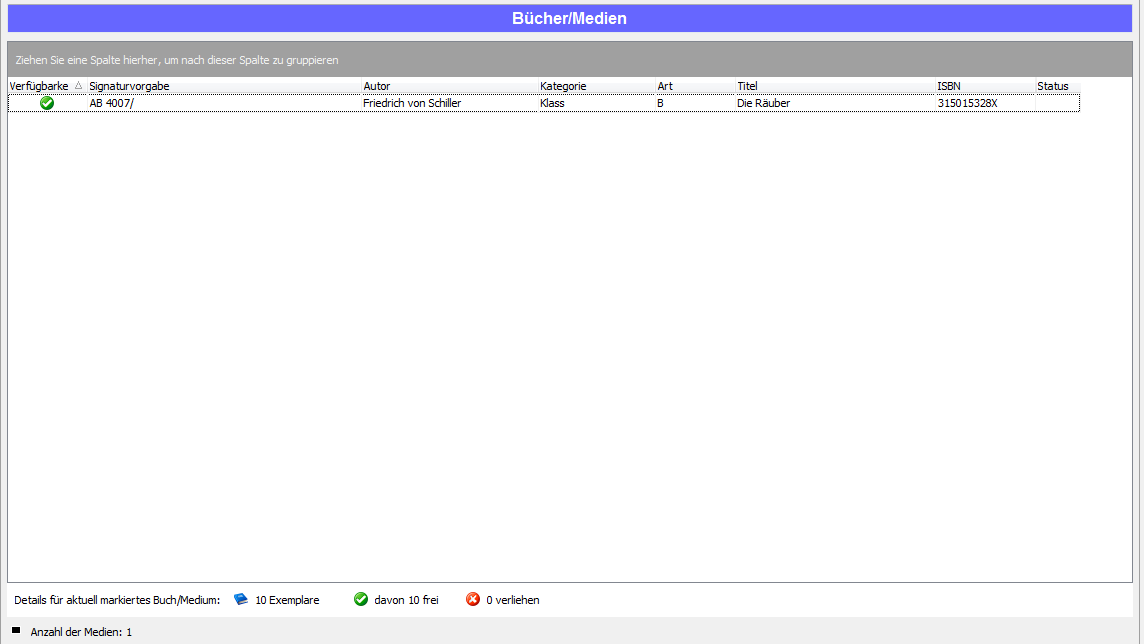 Bücher/Medien
Ziehen Sie eine Spalte hierher, um nach dieser Spalte zu gruppieren
Verfügbarke Signaturvorgabe Autor Kategorie Art Titel ISBN Status
AB 4007/ Friedrich von Schiller Klass B Die Räuber 315015328X
Details für aktuell markiertes Buch/Medium: 10 Exemplare davon 10 frei 0 verliehen
Anzahl der Medien: 1